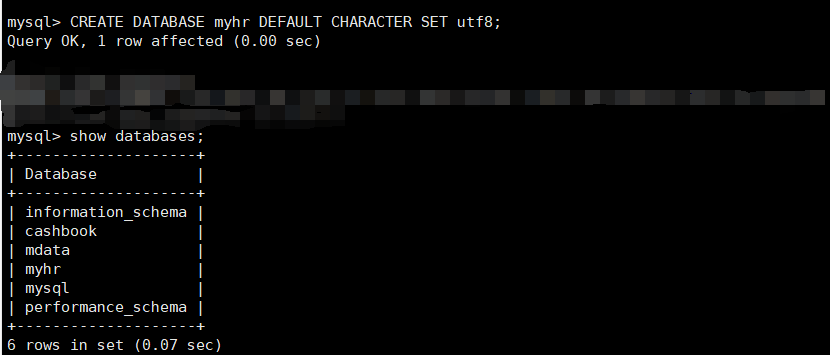 mysql> CREATE DATABASE myhr DEFAULT CHARACTER SET utf8;
Query OK, 1 row affected (0.00 sec)
mysql> show databases;
+--------------------+
| Database           |
+--------------------+
| information_schema |
| cashbook           |
| mdata              |
| myhr               |
| mysql              |
| performance_schema |
+--------------------+
6 rows in set (0.07 sec)